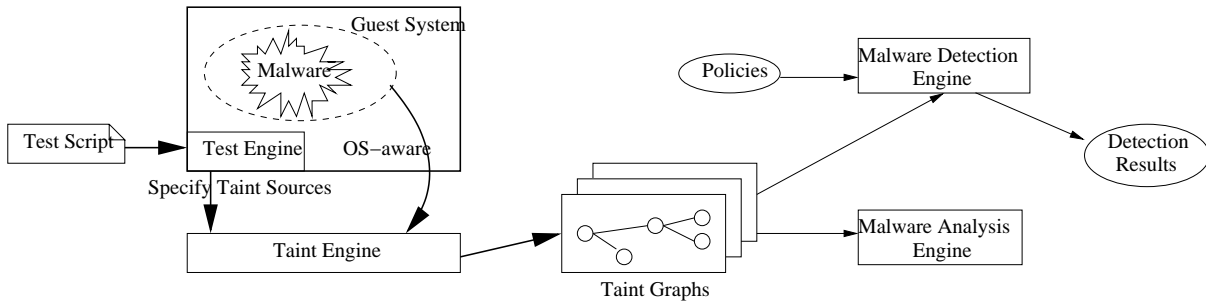 Guest System
Malware
Test Script
Test Engine
OS-aware
Specify Taint Sources
Taint Engine
Taint Graphs
Policies
Malware Detection
Engine
Detection
Results
Malware Analysis
Engine